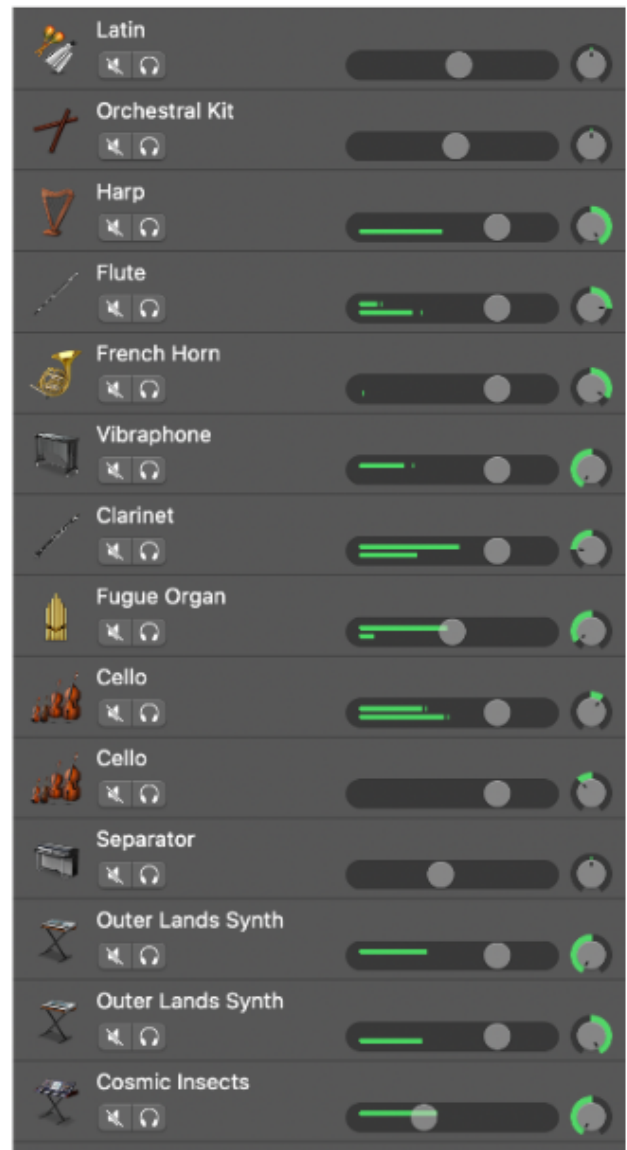 Latin
Orchestral Kit
Harp
Flute
French Horn
Vibraphone
Clarinet
Fugue Organ
Cello
Cello
Separator
Outer Lands Synth
Outer Lands Synth
Cosmic Insects